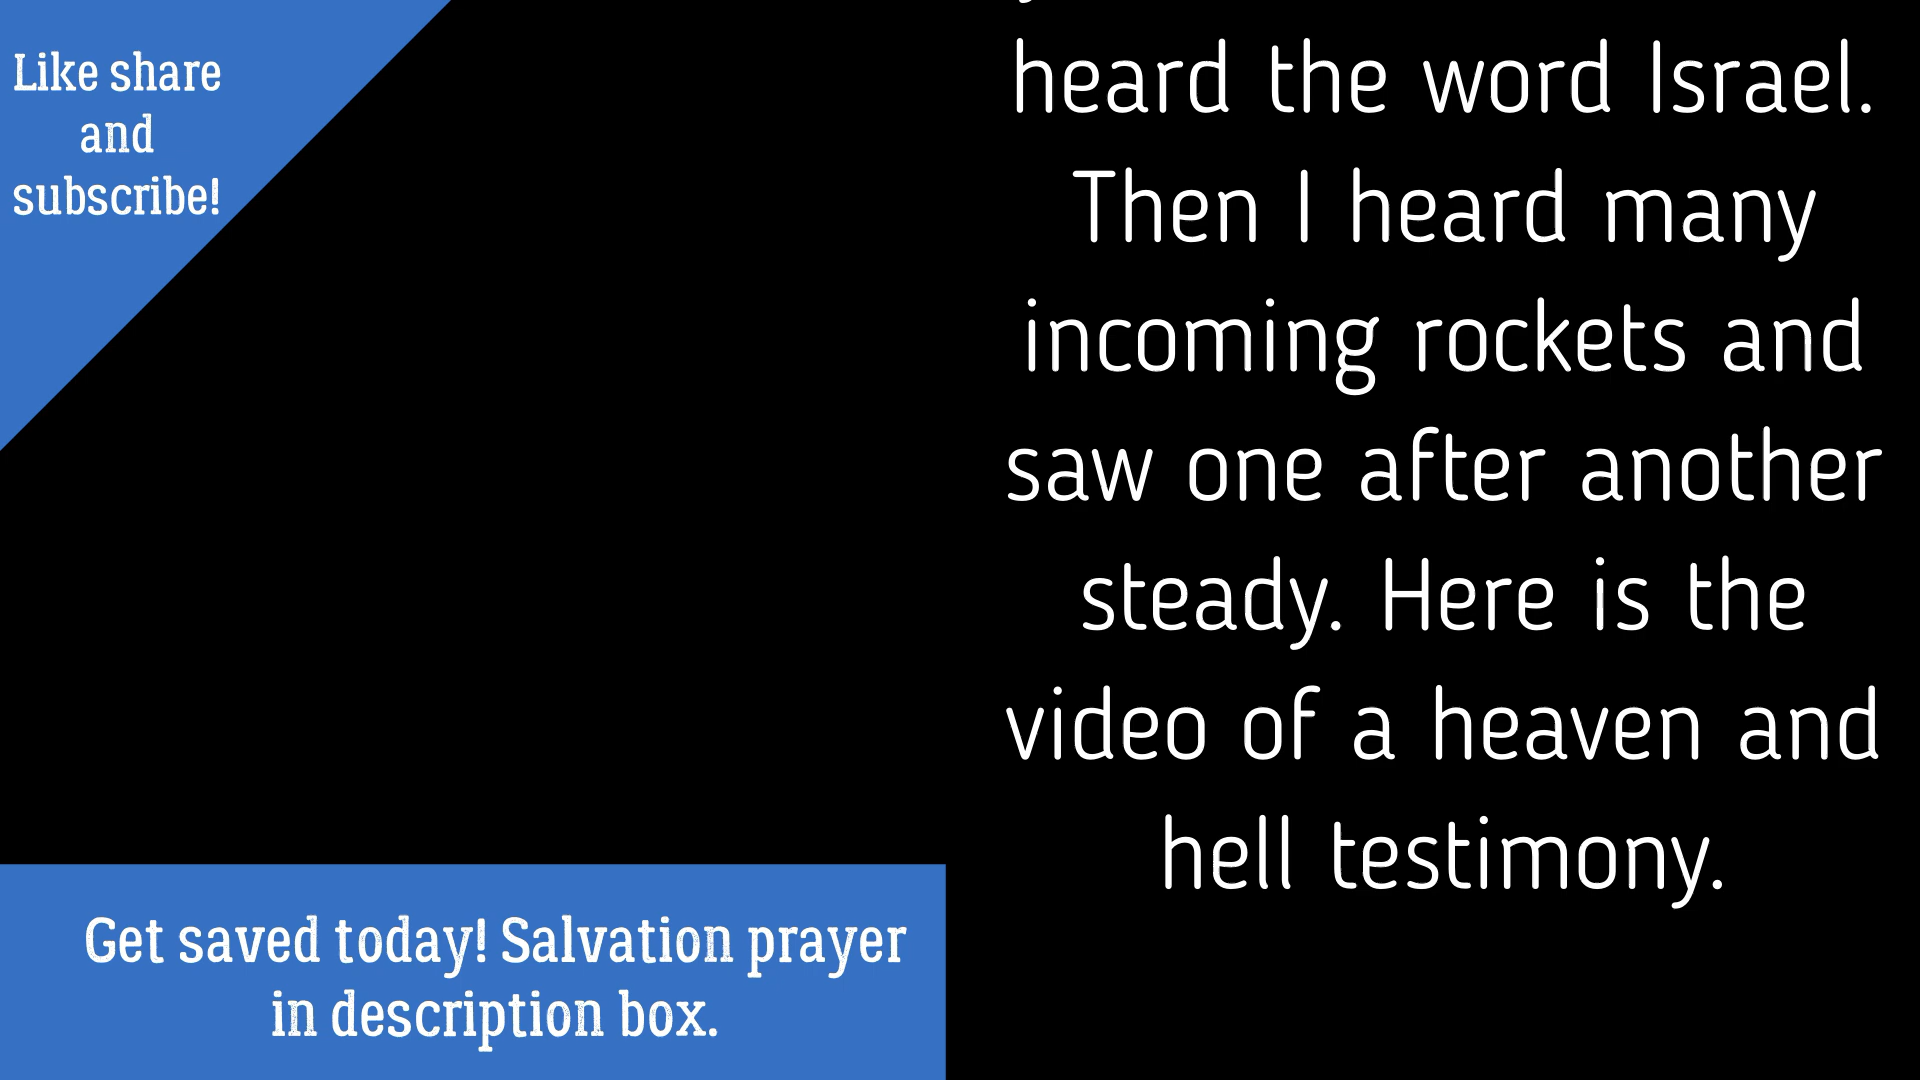 Like share
and
subscribe!
heard the word Israel.
Then I heard many
incoming rockets and
saw one after another
steady. Here is the
video of a heaven and
hell testimony.
Get saved today! Salvation prayer
in description box.